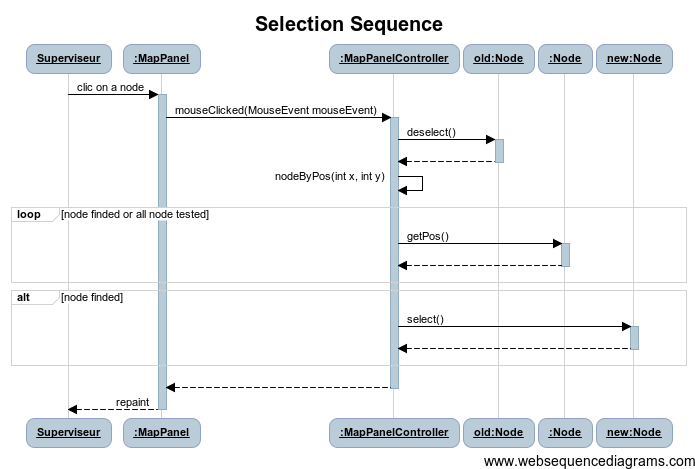 Selection Sequence
Superviseur
:MapPanel
:MapPanelController
old:Node
:Node
new:Node
clic on a node
mouseClicked(MouseEvent mouseEvent)
deselect()
nodeByPos(int x, int y)
loop
[node finded or all node tested]
getPos()
alt
[node finded]
select()
repaint
Superviseur
:MapPanel
:MapPanelController
old:Node
:Node
new:Node
www.websequencediagrams.com